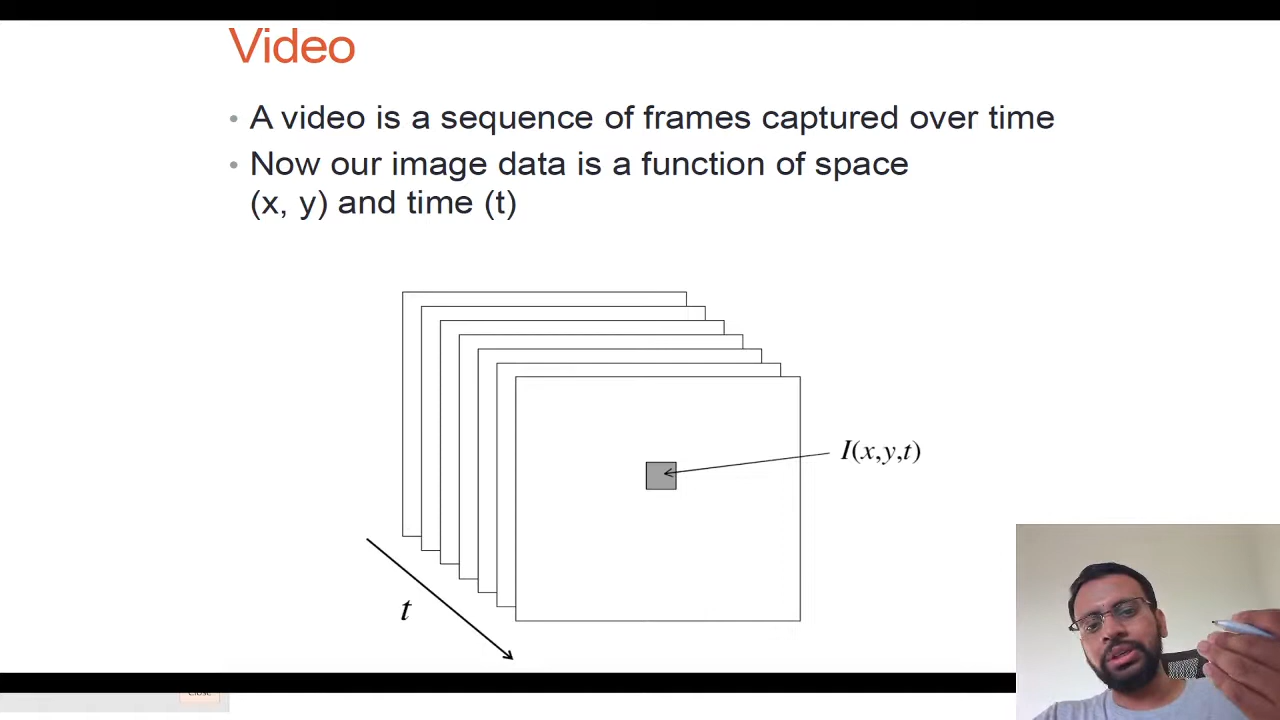 Video
• A video is a sequence of frames captured over time
• Now our image data is a function of space
(x, y) and time (t)
I(x,y,t)
t
Close